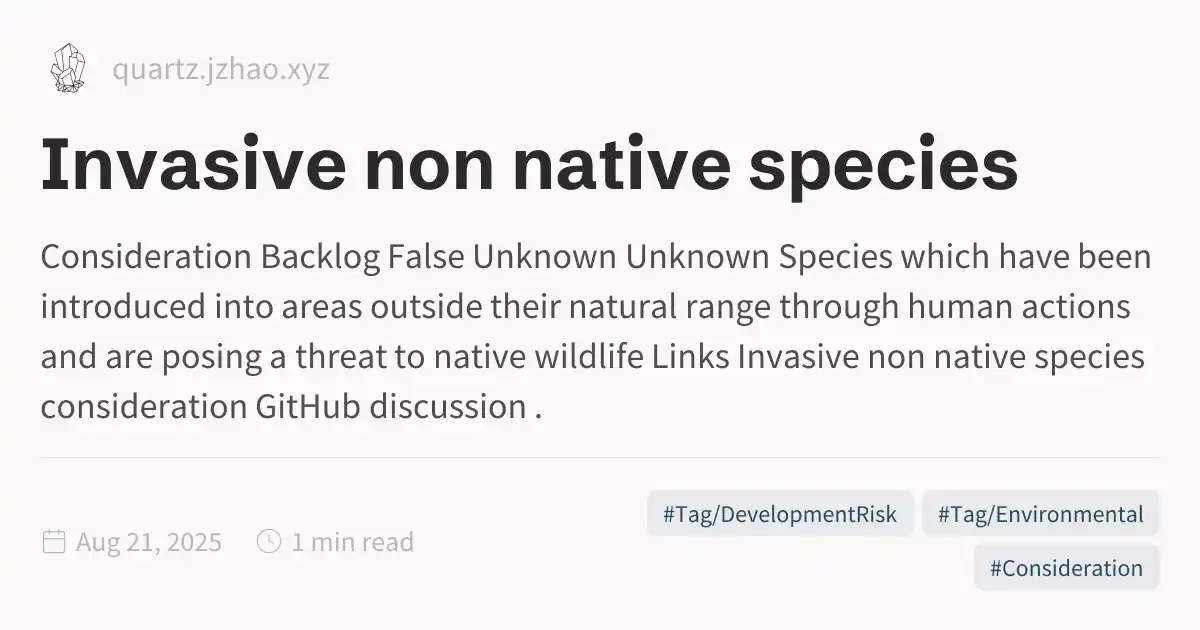 quartz.jzhao.xyz
Invasive non native species
Consideration Backlog False Unknown Unknown Species which have been
introduced into areas outside their natural range through human actions
and are posing a threat to native wildlife Links Invasive non native species
consideration GitHub discussion .
Aug 21, 2025
1 min read
#Tag/DevelopmentRisk
#Tag/Environmental
#Consideration